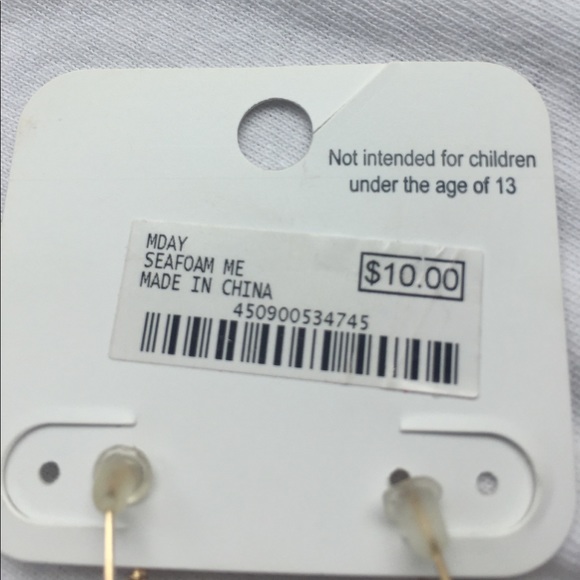 Not intended for children
under the age of 13
MDAY
SEAFOAM ME
MADE IN CHINA
$10.00
450900534745